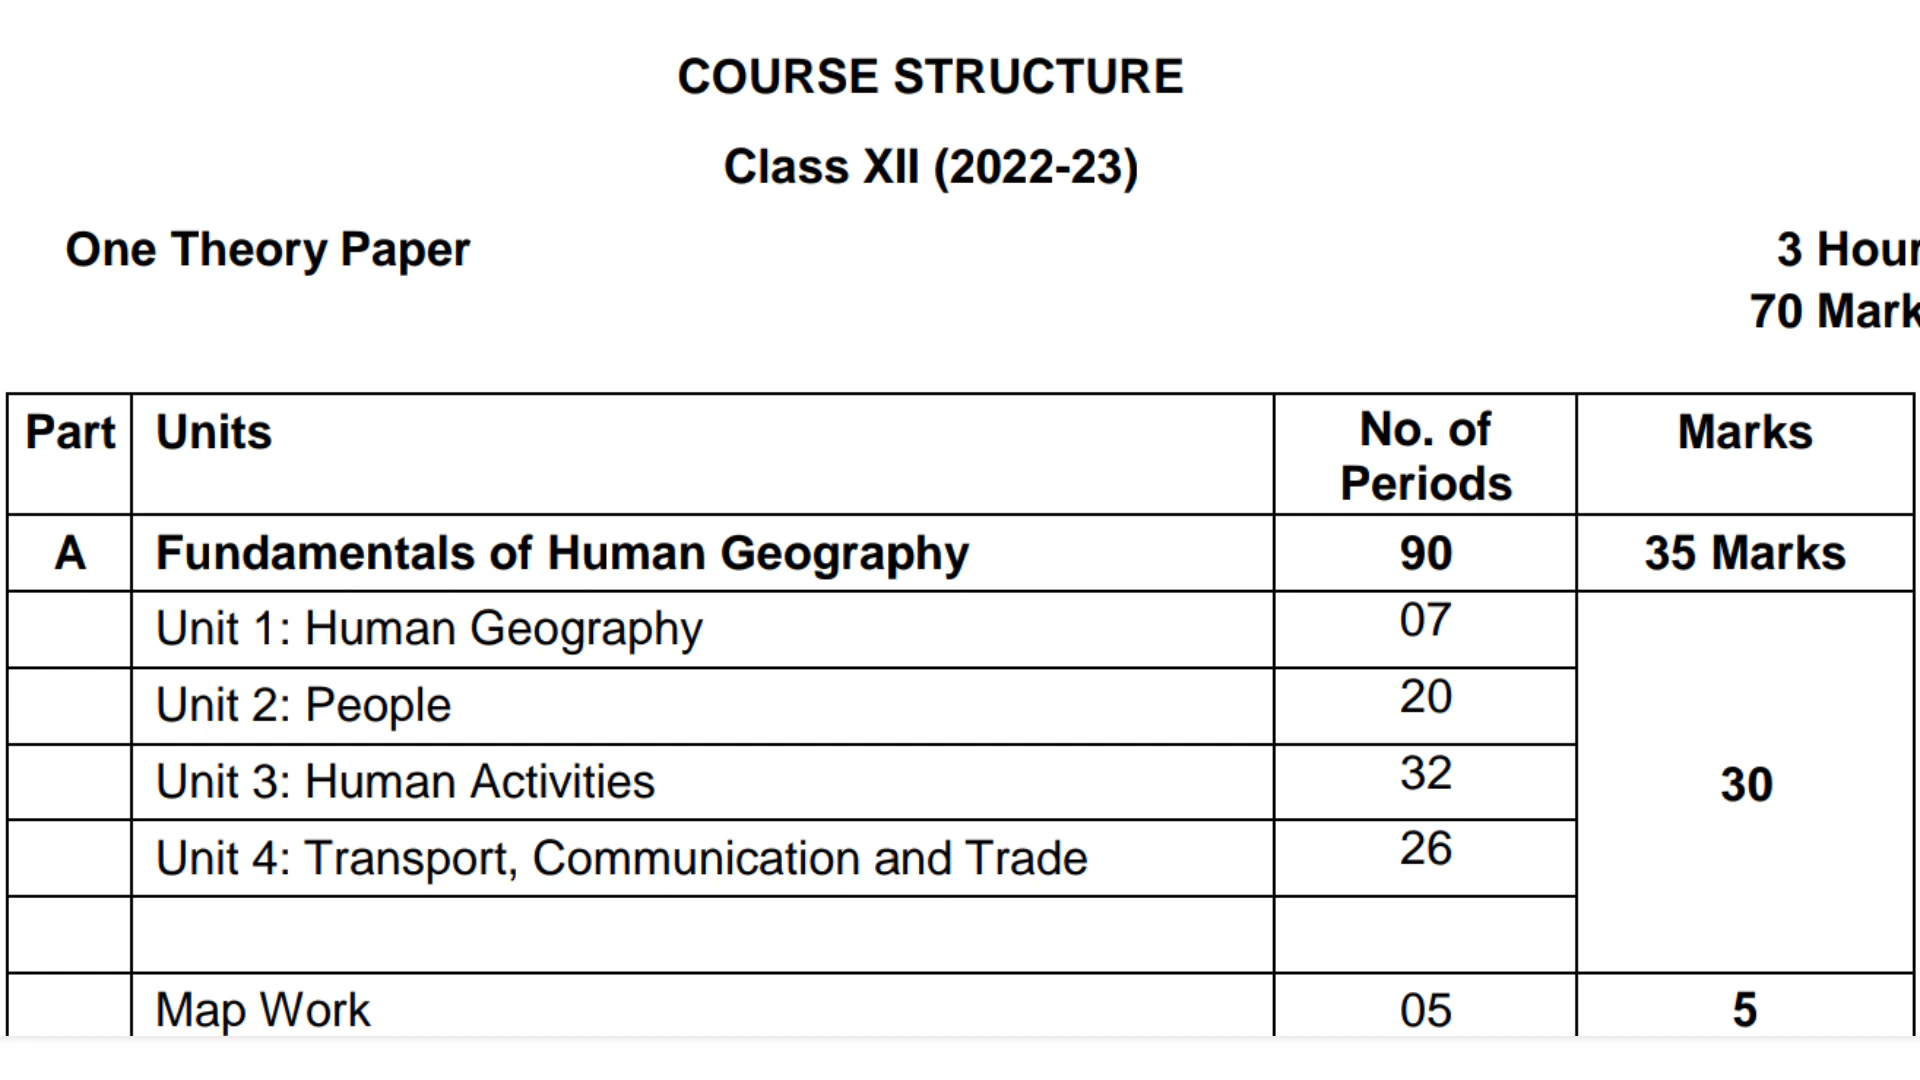 COURSE STRUCTURE
Class XII (2022-23)
One Theory Paper 3 Hour
70 Mark
Part Units No. of Periods Marks
A Fundamentals of Human Geography 90 35 Marks
Unit 1: Human Geography 07
Unit 2: People 20
Unit 3: Human Activities 32
30
Unit 4: Transport, Communication and Trade 26
Map Work 05 5